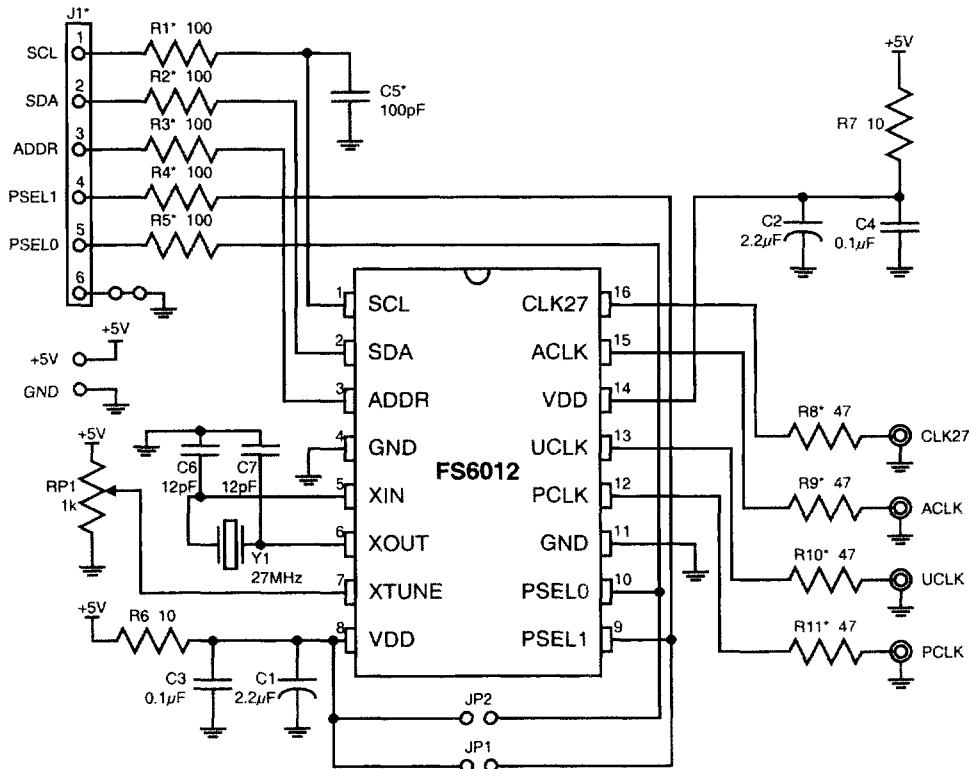 J1*
SCL 1 R1* 100
SDA 2 R2* 100
C5*
100pF
ADDR 3 R3* 100
PSEL1 4 R4* 100
PSEL0 5 R5* 100
6
+5V
R7 10
C2
2.2µF
C4
0.1µF
+5V
+5V
GND
FS6012
1 SCL
2 SDA
3 ADDR
4 GND
5 XIN
6 XOUT
7 XTUNE
8 VDD
CLK27 16
ACLK 15
VDD 14
UCLK 13
PCLK 12
GND 11
PSEL0 10
PSEL1 9
+5V
RP1
1k
C6
12pF
C7
12pF
Y1
27MHz
+5V
R6 10
C3
0.1µF
C1
2.2µF
JP2
JP1
R8* 47
CLK27
R9* 47
ACLK
R10* 47
UCLK
R11* 47
PCLK